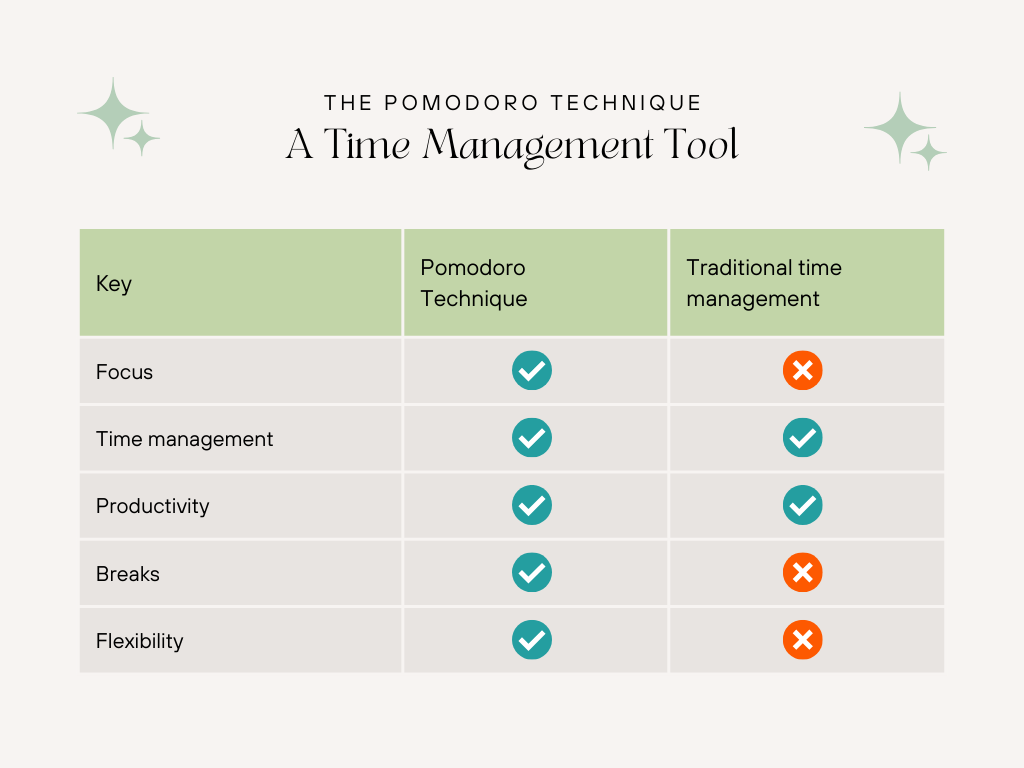 THE POMODORO TECHNIQUE
A Time Management Tool
Key
Pomodoro
Technique
Traditional time
management
Focus
Time management
Productivity
Breaks
Flexibility